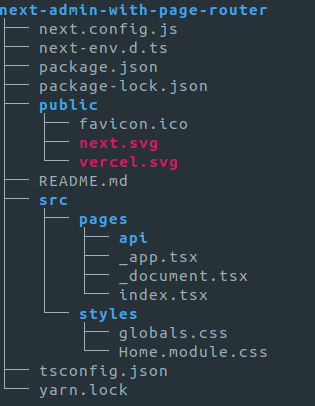 next-admin-with-page-router
├── next.config.js
├── next-env.d.ts
├── package.json
├── package-lock.json
├── public
│   ├── favicon.ico
│   ├── next.svg
│   └── vercel.svg
├── README.md
├── src
│   ├── pages
│   │   ├── api
│   │   ├── _app.tsx
│   │   ├── _document.tsx
│   │   └── index.tsx
│   └── styles
│       ├── globals.css
│       └── Home.module.css
├── tsconfig.json
└── yarn.lock